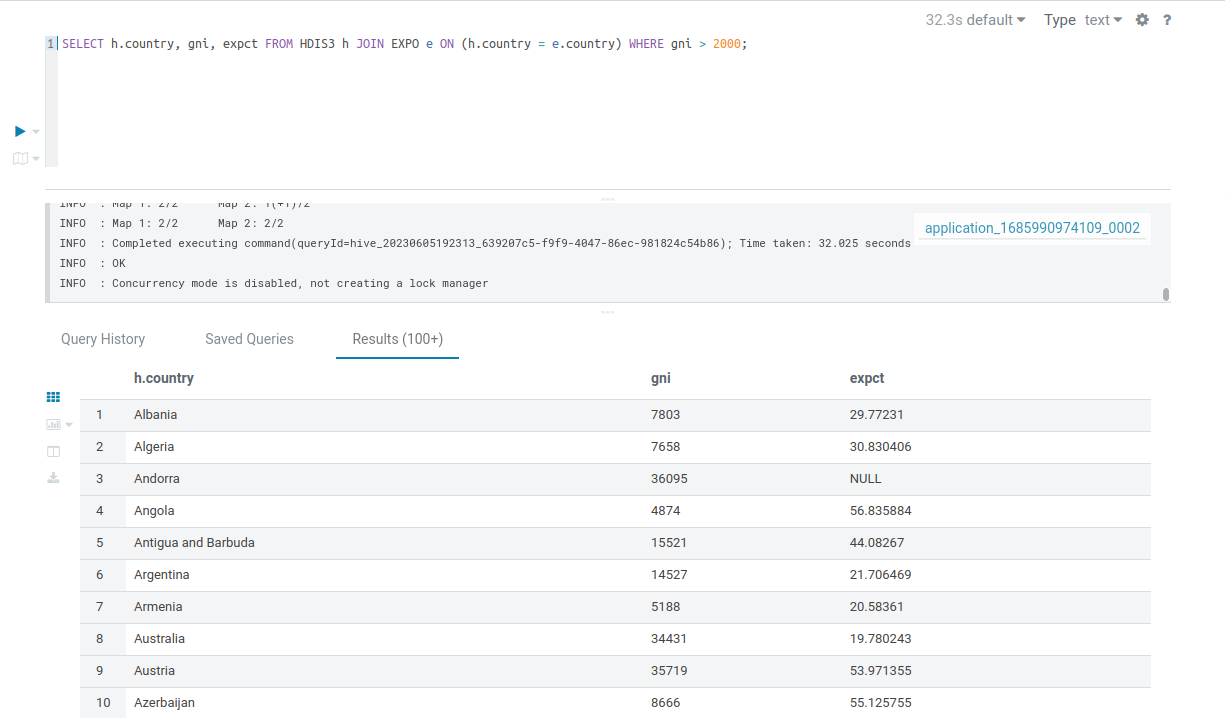 32.3s default Type text ?
1 SELECT h.country, gni, expct FROM HDIS3 h JOIN EXPO e ON (h.country = e.country) WHERE gni > 2000;
INFO : Map 1: 2/2 Map 2: 1(+1)/2
INFO : Map 1: 2/2 Map 2: 2/2
INFO : Completed executing command(queryId=hive_20230605192313_639207c5-f9f9-4047-86ec-981824c54b86); Time taken: 32.025 seconds
application_1685990974109_0002
INFO : OK
INFO : Concurrency mode is disabled, not creating a lock manager
Query History Saved Queries Results (100+)
h.country gni expct
1 Albania 7803 29.77231
2 Algeria 7658 30.830406
3 Andorra 36095 NULL
4 Angola 4874 56.835884
5 Antigua and Barbuda 15521 44.08267
6 Argentina 14527 21.706469
7 Armenia 5188 20.58361
8 Australia 34431 19.780243
9 Austria 35719 53.971355
10 Azerbaijan 8666 55.125755